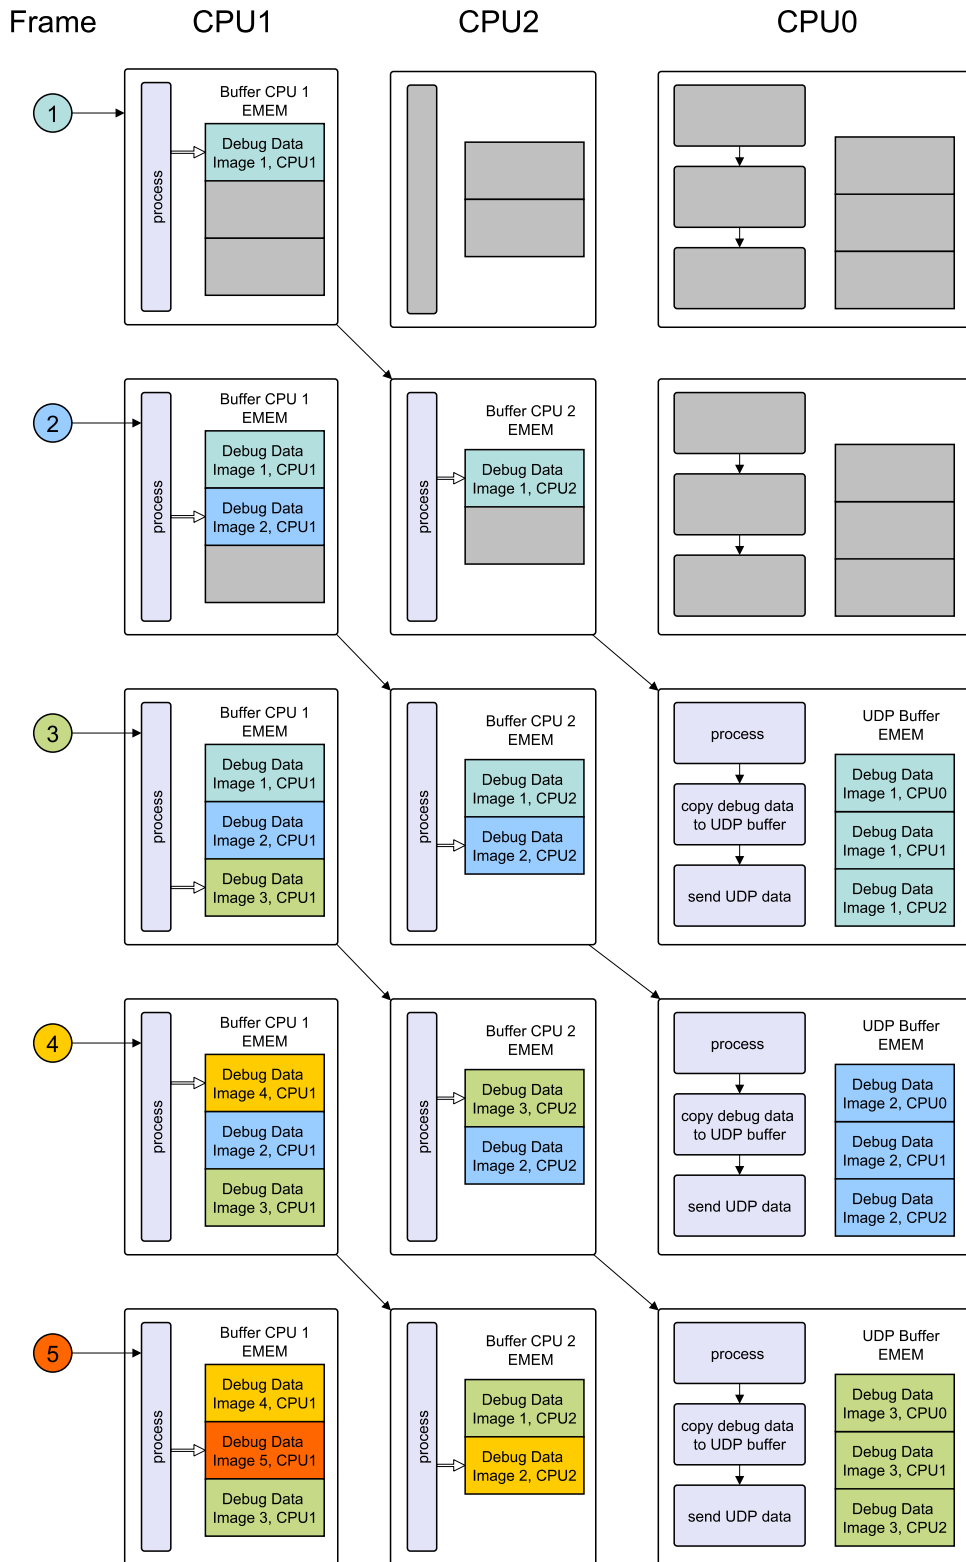 Frame CPU1 CPU2 CPU0
1
process
Buffer CPU 1
EMEM
Debug Data
Image 1, CPU1
2
process
Buffer CPU 1
EMEM
Debug Data
Image 1, CPU1
Debug Data
Image 2, CPU1
process
Buffer CPU 2
EMEM
Debug Data
Image 1, CPU2
3
process
Buffer CPU 1
EMEM
Debug Data
Image 1, CPU1
Debug Data
Image 2, CPU1
Debug Data
Image 3, CPU1
process
Buffer CPU 2
EMEM
Debug Data
Image 1, CPU2
Debug Data
Image 2, CPU2
process
copy debug data
to UDP buffer
send UDP data
UDP Buffer
EMEM
Debug Data
Image 1, CPU0
Debug Data
Image 1, CPU1
Debug Data
Image 1, CPU2
4
process
Buffer CPU 1
EMEM
Debug Data
Image 4, CPU1
Debug Data
Image 2, CPU1
Debug Data
Image 3, CPU1
process
Buffer CPU 2
EMEM
Debug Data
Image 3, CPU2
Debug Data
Image 2, CPU2
process
copy debug data
to UDP buffer
send UDP data
UDP Buffer
EMEM
Debug Data
Image 2, CPU0
Debug Data
Image 2, CPU1
Debug Data
Image 2, CPU2
5
process
Buffer CPU 1
EMEM
Debug Data
Image 4, CPU1
Debug Data
Image 5, CPU1
Debug Data
Image 3, CPU1
process
Buffer CPU 2
EMEM
Debug Data
Image 1, CPU2
Debug Data
Image 2, CPU2
process
copy debug data
to UDP buffer
send UDP data
UDP Buffer
EMEM
Debug Data
Image 3, CPU0
Debug Data
Image 3, CPU1
Debug Data
Image 3, CPU2